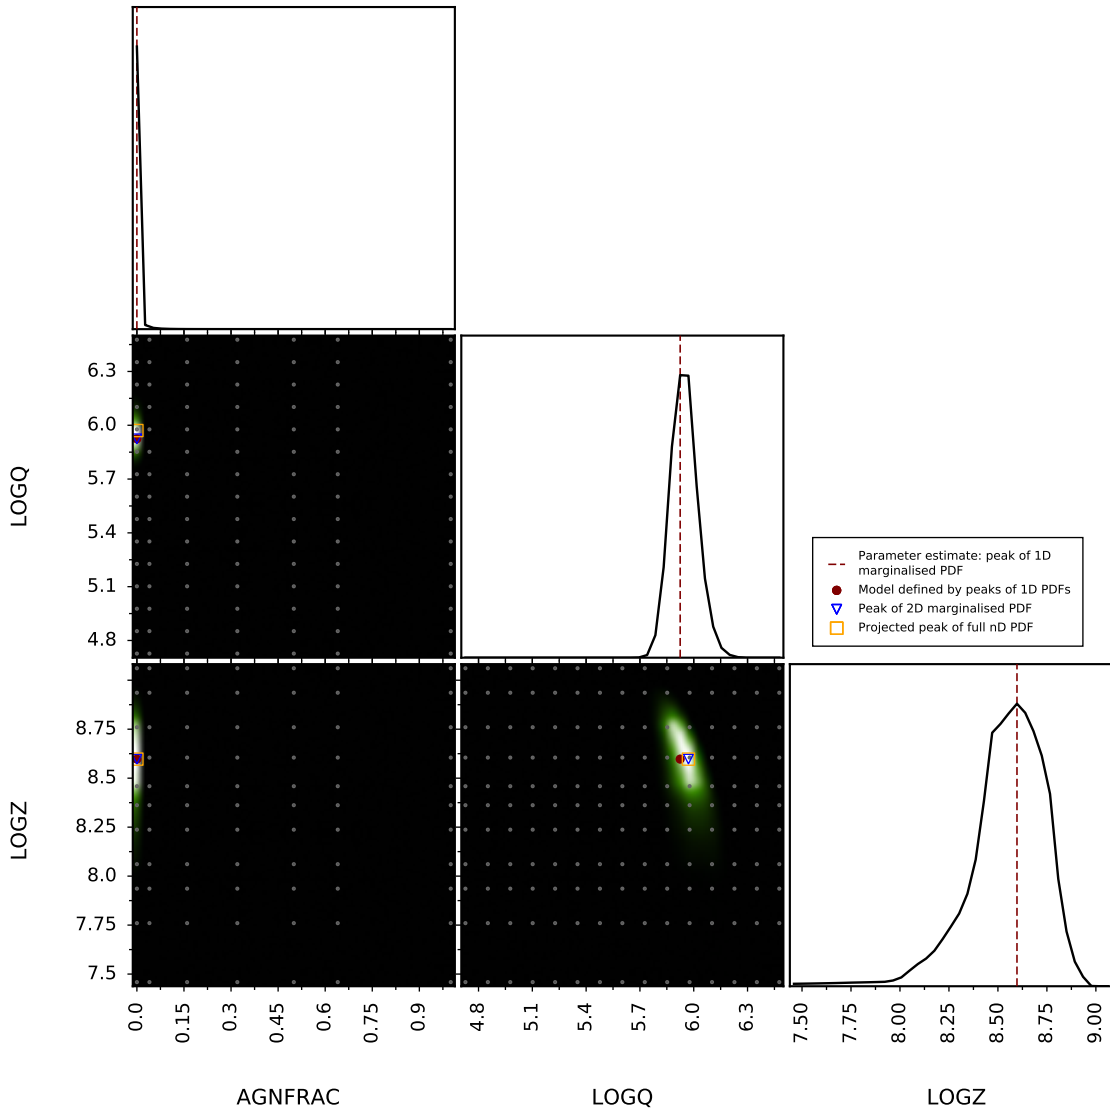 6.3
6.0
5.7
5.4
5.1
4.8
LOGQ
Parameter estimate: peak of 1D
marginalised PDF
Model defined by peaks of 1D PDFs
Peak of 2D marginalised PDF
Projected peak of full nD PDF
8.75
8.5
8.25
8.0
7.75
7.5
LOGZ
0.0 0.15 0.3 0.45 0.6 0.75 0.9
4.8 5.1 5.4 5.7 6.0 6.3
7.50 7.75 8.00 8.25 8.50 8.75 9.00
AGNFRAC LOGQ LOGZ